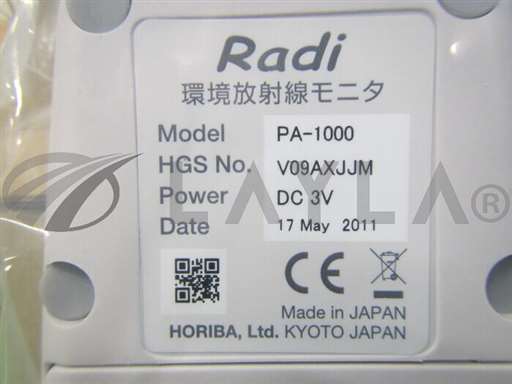 Radi
環境放射線モニタ
Model PA-1000
HGS No. V09AXJJM
Power DC 3V
Date 17 May 2011
LAYLA®
CE
Made in JAPAN
HORIBA, Ltd. KYOTO JAPAN